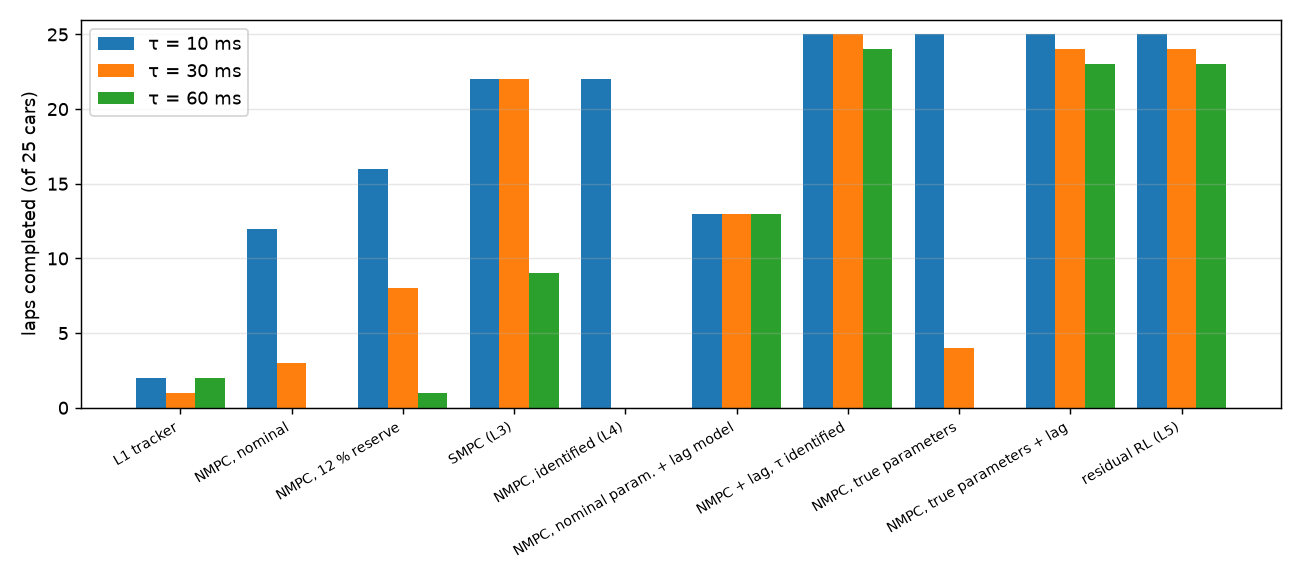 τ = 10 ms
τ = 30 ms
τ = 60 ms
laps completed (of 25 cars)
25
20
15
10
5
0
L1 tracker
NMPC, nominal
NMPC, 12 % reserve
SMPC (L3)
NMPC, identified (L4)
NMPC, nominal param. + lag model
NMPC + lag, τ identified
NMPC, true parameters
NMPC, true parameters + lag
residual RL (L5)